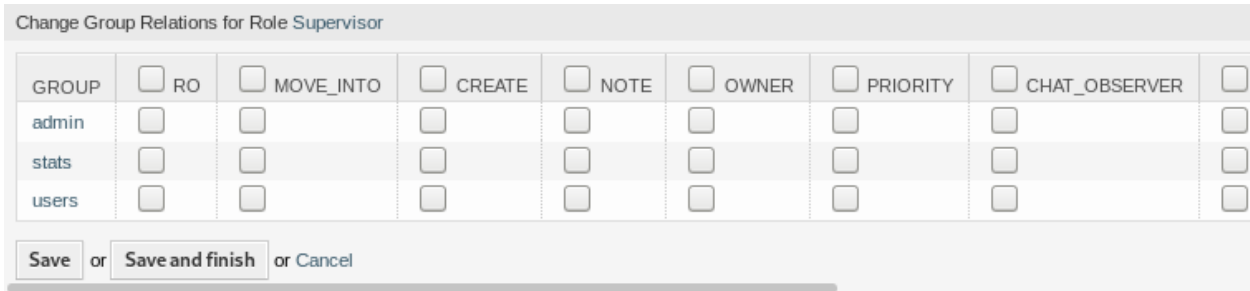 Change Group Relations for Role Supervisor
GROUP RO MOVE_INTO CREATE NOTE OWNER PRIORITY CHAT_OBSERVER
admin
stats
users
Save or Save and finish or Cancel